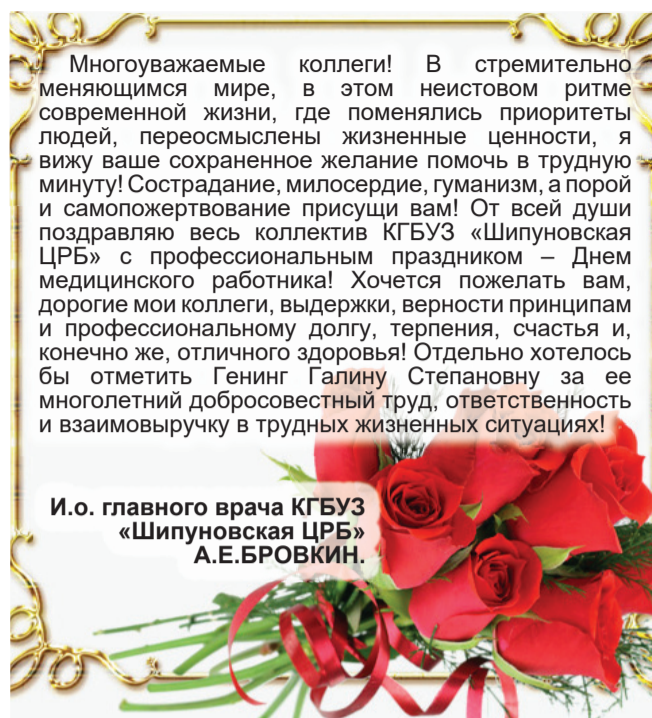 Многоуважаемые коллеги! В стремительно
меняющимся мире, в этом неистовом ритме
современной жизни, где поменялись приоритеты
людей, переосмыслены жизненные ценности, я
вижу ваше сохраненное желание помочь в трудную
минуту! Сострадание, милосердие, гуманизм, а порой
и самопожертвование присущи вам! От всей души
поздравляю весь коллектив КГБУЗ «Шипуновская
ЦРБ» с профессиональным праздником – Днем
медицинского работника! Хочется пожелать вам,
дорогие мои коллеги, выдержки, верности принципам
и профессиональному долгу, терпения, счастья и,
конечно же, отличного здоровья! Отдельно хотелось
бы отметить Генинг Галину Степановну за ее
многолетний добросовестный труд, ответственность
и взаимовыручку в трудных жизненных ситуациях!
И.о. главного врача КГБУЗ
«Шипуновская ЦРБ»
А.Е.БРОВКИН.